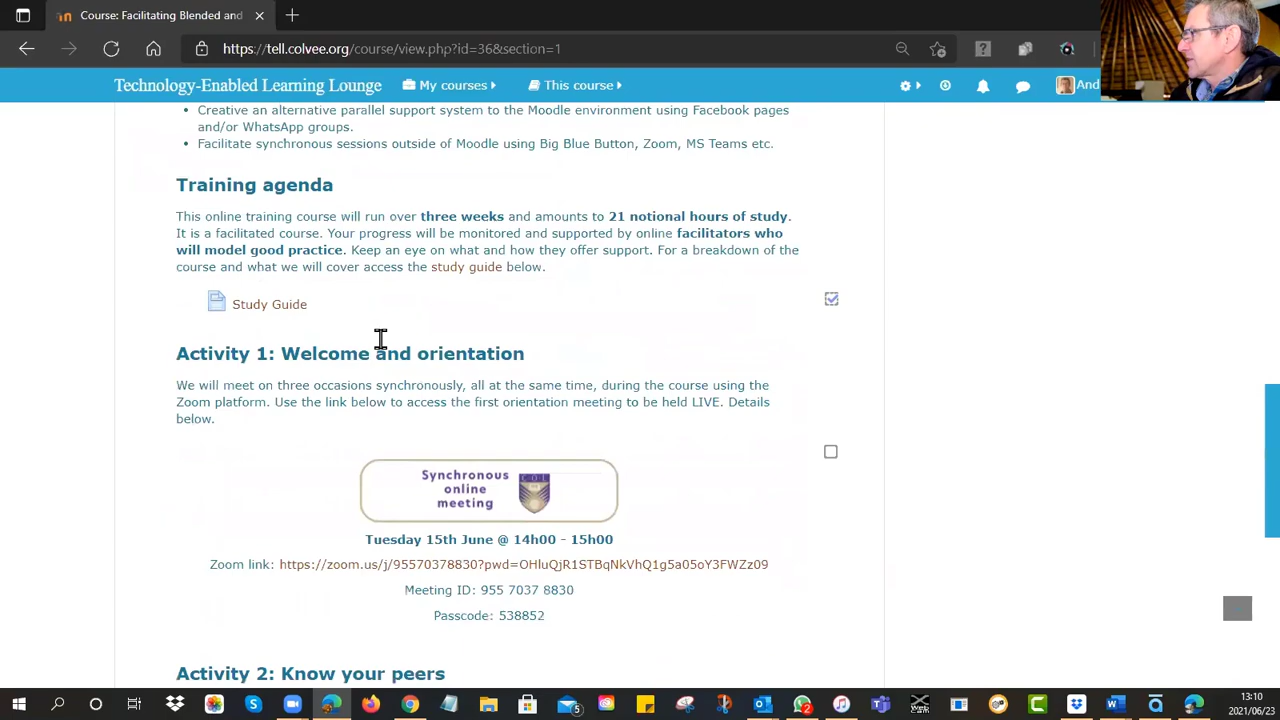 Course: Facilitating Blended and
https://tell.colvee.org/course/view.php?id=36&section=1
Technology-Enabled Learning Lounge
My courses
This course
And
Creative an alternative parallel support system to the Moodle environment using Facebook pages
and/or WhatsApp groups.
Facilitate synchronous sessions outside of Moodle using Big Blue Button, Zoom, MS Teams etc.
Training agenda
This online training course will run over three weeks and amounts to 21 notional hours of study.
It is a facilitated course. Your progress will be monitored and supported by online facilitators who
will model good practice. Keep an eye on what and how they offer support. For a breakdown of the
course and what we will cover access the study guide below.
Study Guide
Activity 1: Welcome and orientation
We will meet on three occasions synchronously, all at the same time, during the course using the
Zoom platform. Use the link below to access the first orientation meeting to be held LIVE. Details
below.
Synchronous
online
meeting
COL
Tuesday 15th June @ 14h00 - 15h00
Zoom link: https://zoom.us/j/95570378830?pwd=OHluQjR1STBqNkVhQ1g5a05oY3FWZz09
Meeting ID: 955 7037 8830
Passcode: 538852
Activity 2: Know your peers
13:10
2021/06/23